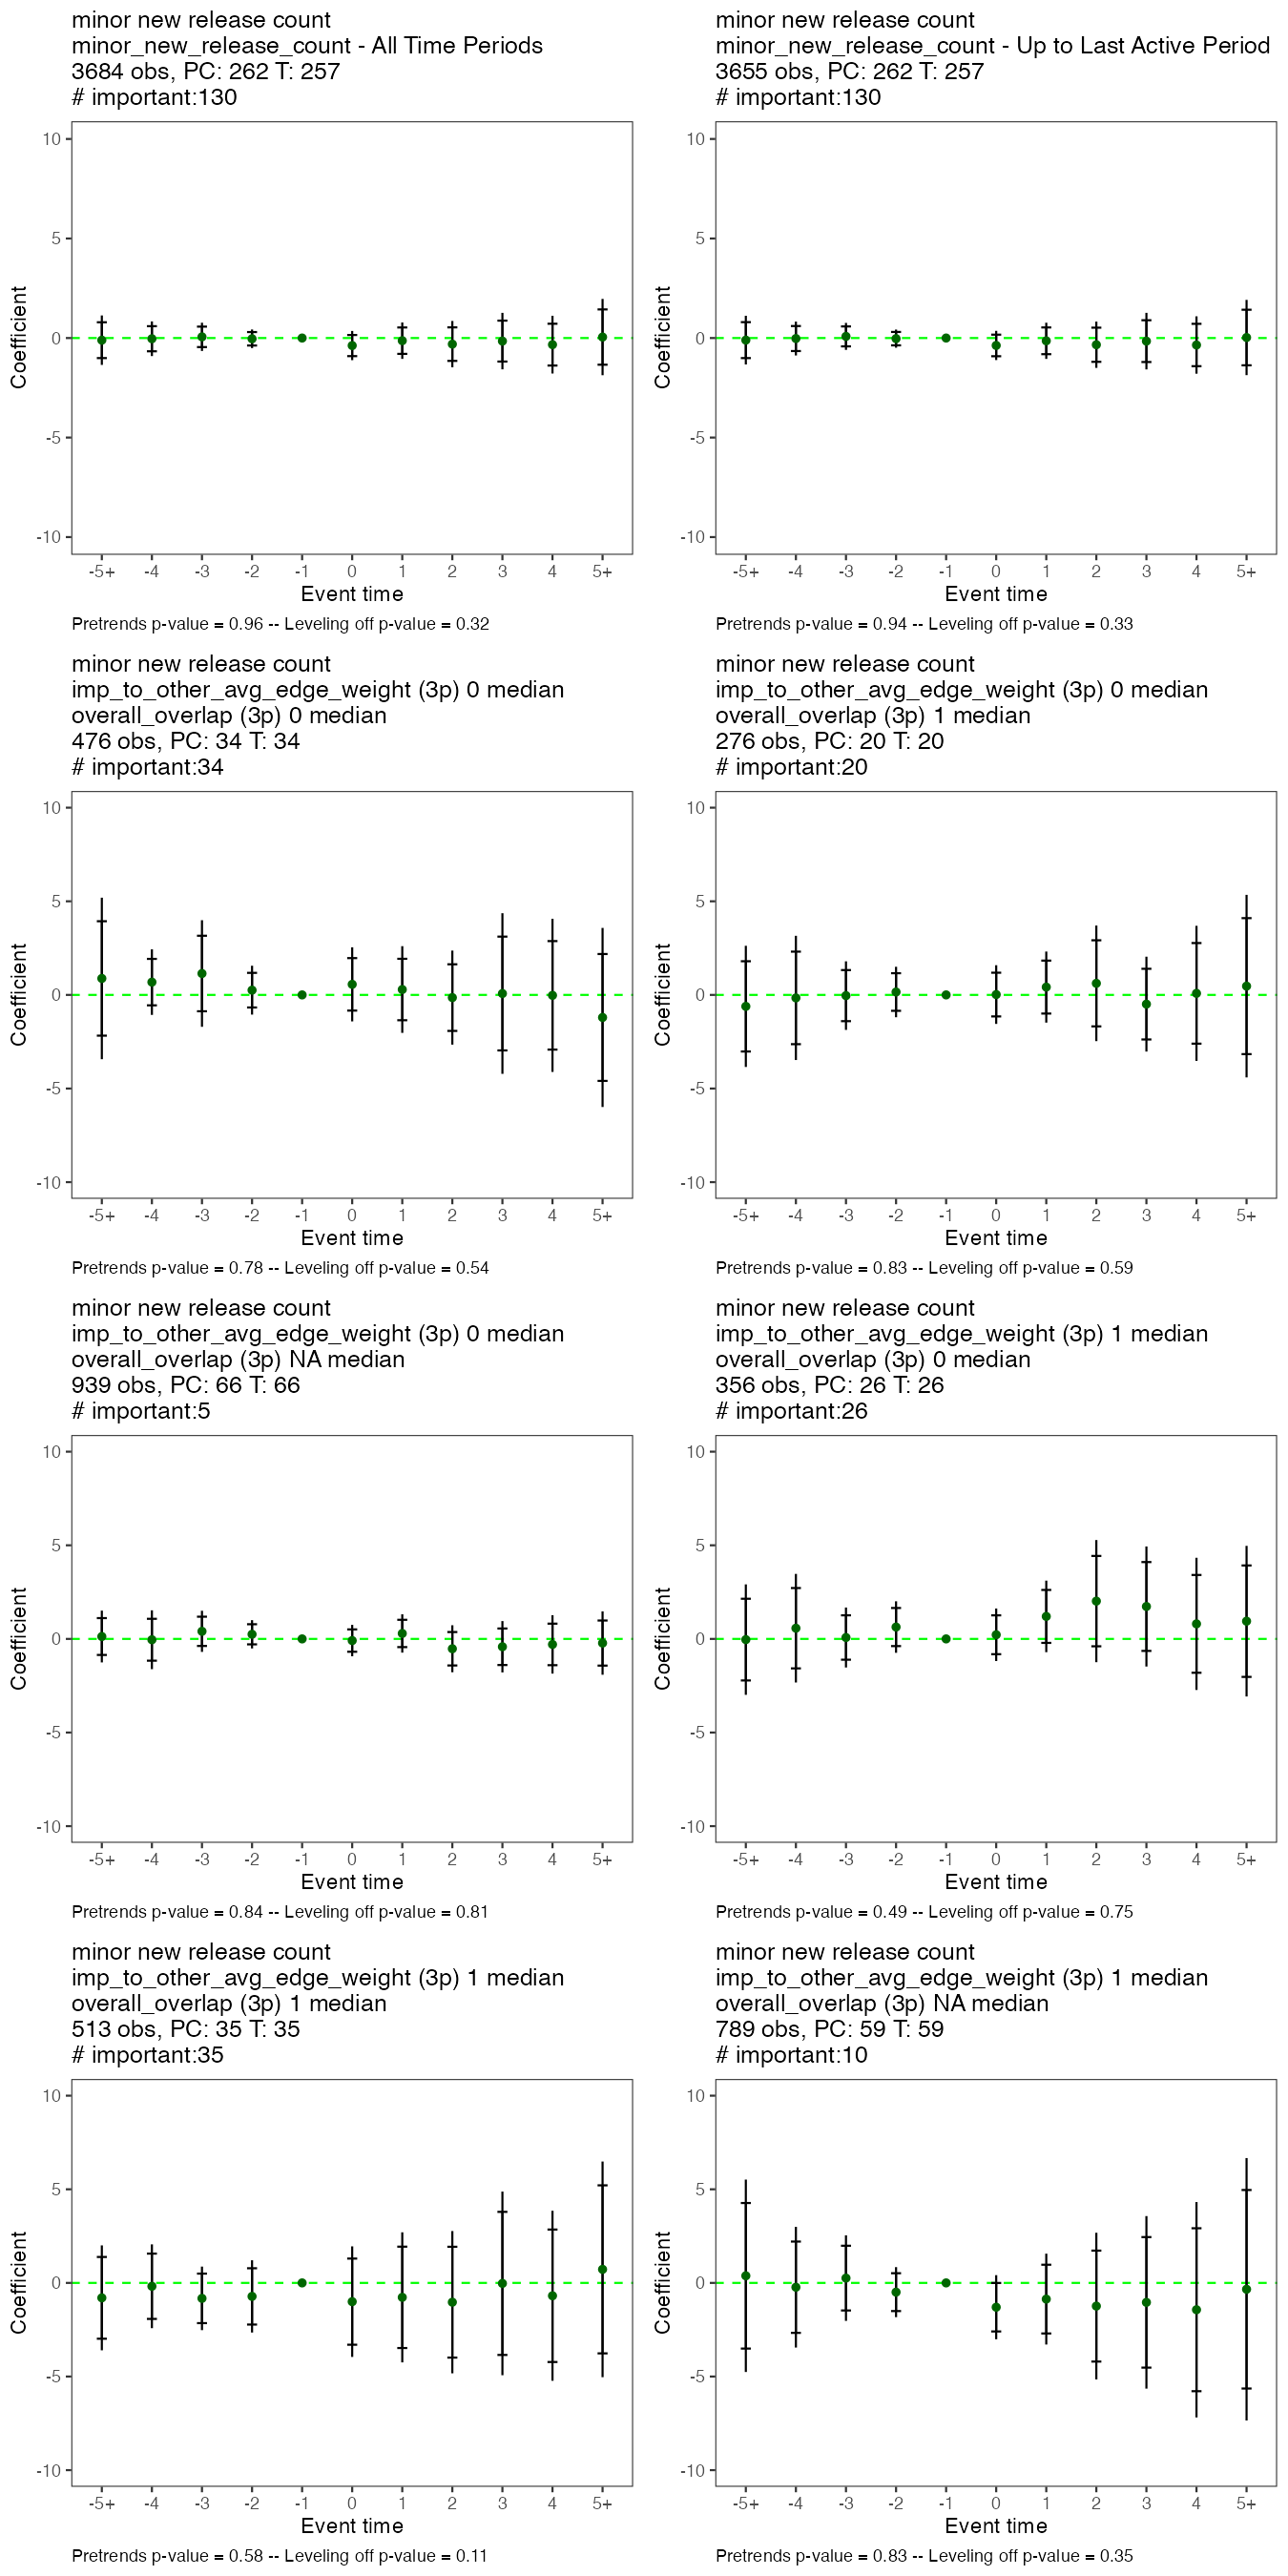 minor new release count
minor_new_release_count - All Time Periods
3684 obs, PC: 262 T: 257
# important:130
10
5
0
-5
-10
Coefficient
-5+ -4 -3 -2 -1 0 1 2 3 4 5+
Event time
Pretrends p-value = 0.96 -- Leveling off p-value = 0.32
minor new release count
minor_new_release_count - Up to Last Active Period
3655 obs, PC: 262 T: 257
# important:130
10
5
0
-5
-10
Coefficient
-5+ -4 -3 -2 -1 0 1 2 3 4 5+
Event time
Pretrends p-value = 0.94 -- Leveling off p-value = 0.33
minor new release count
imp_to_other_avg_edge_weight (3p) 0 median
overall_overlap (3p) 0 median
476 obs, PC: 34 T: 34
# important:34
10
5
0
-5
-10
Coefficient
-5+ -4 -3 -2 -1 0 1 2 3 4 5+
Event time
Pretrends p-value = 0.78 -- Leveling off p-value = 0.54
minor new release count
imp_to_other_avg_edge_weight (3p) 0 median
overall_overlap (3p) 1 median
276 obs, PC: 20 T: 20
# important:20
10
5
0
-5
-10
Coefficient
-5+ -4 -3 -2 -1 0 1 2 3 4 5+
Event time
Pretrends p-value = 0.83 -- Leveling off p-value = 0.59
minor new release count
imp_to_other_avg_edge_weight (3p) 0 median
overall_overlap (3p) NA median
939 obs, PC: 66 T: 66
# important:5
10
5
0
-5
-10
Coefficient
-5+ -4 -3 -2 -1 0 1 2 3 4 5+
Event time
Pretrends p-value = 0.84 -- Leveling off p-value = 0.81
minor new release count
imp_to_other_avg_edge_weight (3p) 1 median
overall_overlap (3p) 0 median
356 obs, PC: 26 T: 26
# important:26
10
5
0
-5
-10
Coefficient
-5+ -4 -3 -2 -1 0 1 2 3 4 5+
Event time
Pretrends p-value = 0.49 -- Leveling off p-value = 0.75
minor new release count
imp_to_other_avg_edge_weight (3p) 1 median
overall_overlap (3p) 1 median
513 obs, PC: 35 T: 35
# important:35
10
5
0
-5
-10
Coefficient
-5+ -4 -3 -2 -1 0 1 2 3 4 5+
Event time
Pretrends p-value = 0.58 -- Leveling off p-value = 0.11
minor new release count
imp_to_other_avg_edge_weight (3p) 1 median
overall_overlap (3p) NA median
789 obs, PC: 59 T: 59
# important:10
10
5
0
-5
-10
Coefficient
-5+ -4 -3 -2 -1 0 1 2 3 4 5+
Event time
Pretrends p-value = 0.83 -- Leveling off p-value = 0.35